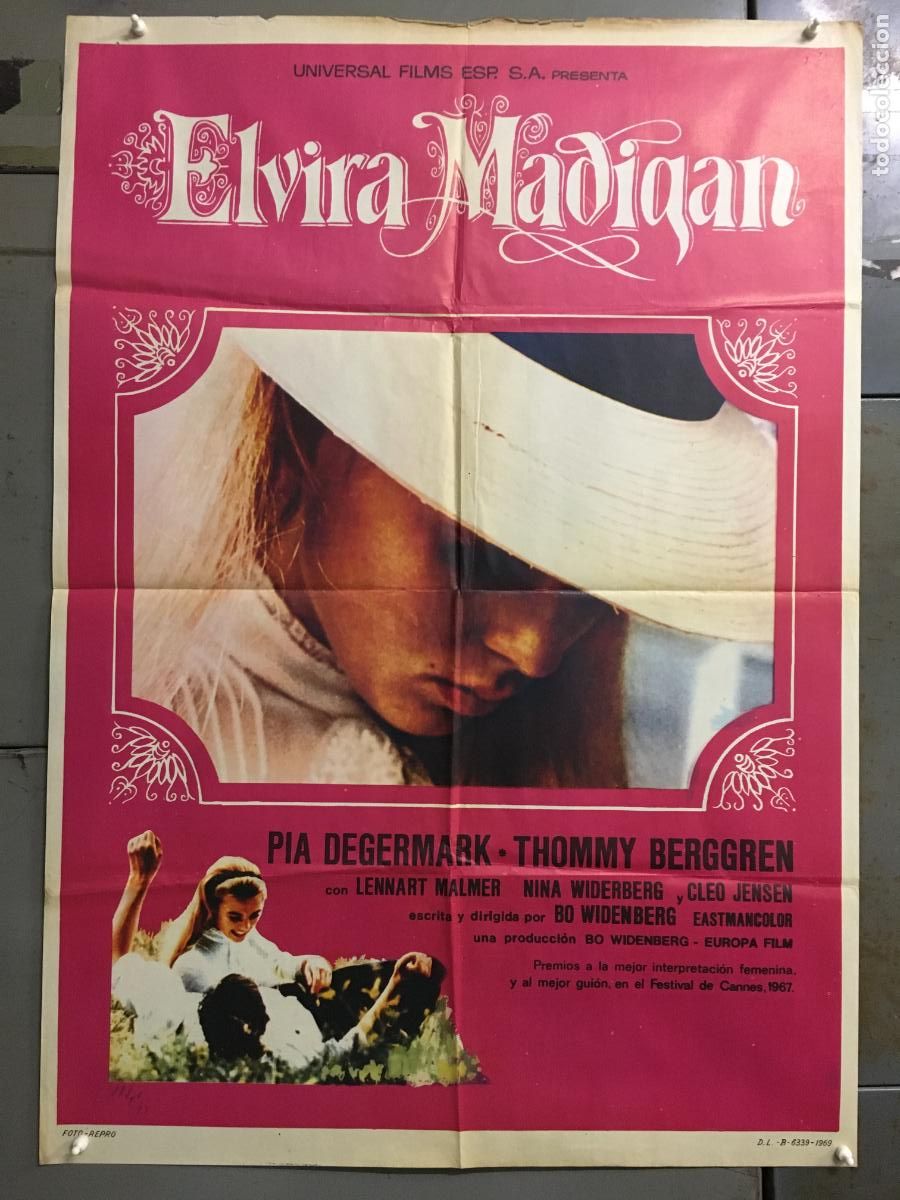 UNIVERSAL FILMS ESP. S.A. PRESENTA
Elvira Madigan
PIA DEGERMARK * THOMMY BERGGREN
con LENNART MALMER NINA WIDERBERG y CLEO JENSEN
escrita y dirigida por BO WIDENBERG EASTMANCOLOR
una producción BO WIDENBERG - EUROPA FILM
Premios a la mejor interpretación femenina,
y al mejor guión, en el Festival de Cannes, 1967.
FOTO-REPRO
D.L. -B-6339-1969
todocoleccion